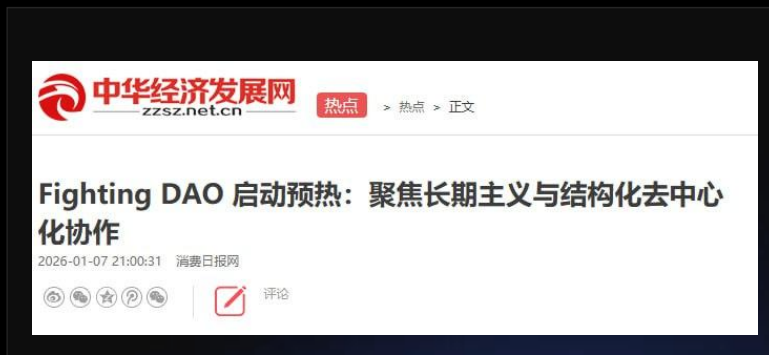 中华经济发展网
zzsz.net.cn
热点 > 热点 > 正文
Fighting DAO 启动预热：聚焦长期主义与结构化去中心
化协作
2026-01-07 21:00:31 消费日报网
评论